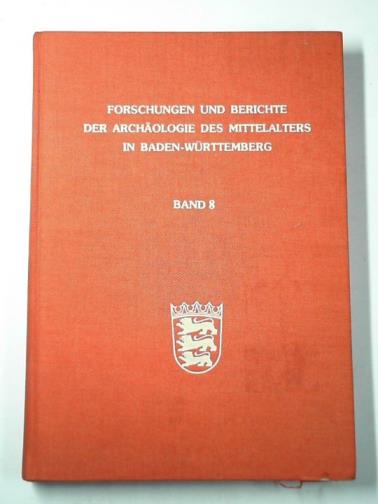 FORSCHUNGEN UND BERICHTE
DER ARCHÄOLOGIE DES MITTELALTERS
IN BADEN-WÜRTTEMBERG
BAND 8